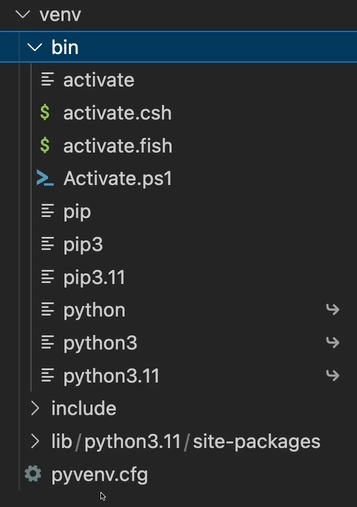 venv
bin
activate
activate.csh
activate.fish
Activate.ps1
pip
pip3
pip3.11
python
python3
python3.11
include
lib/python3.11/site-packages
pyvenv.cfg